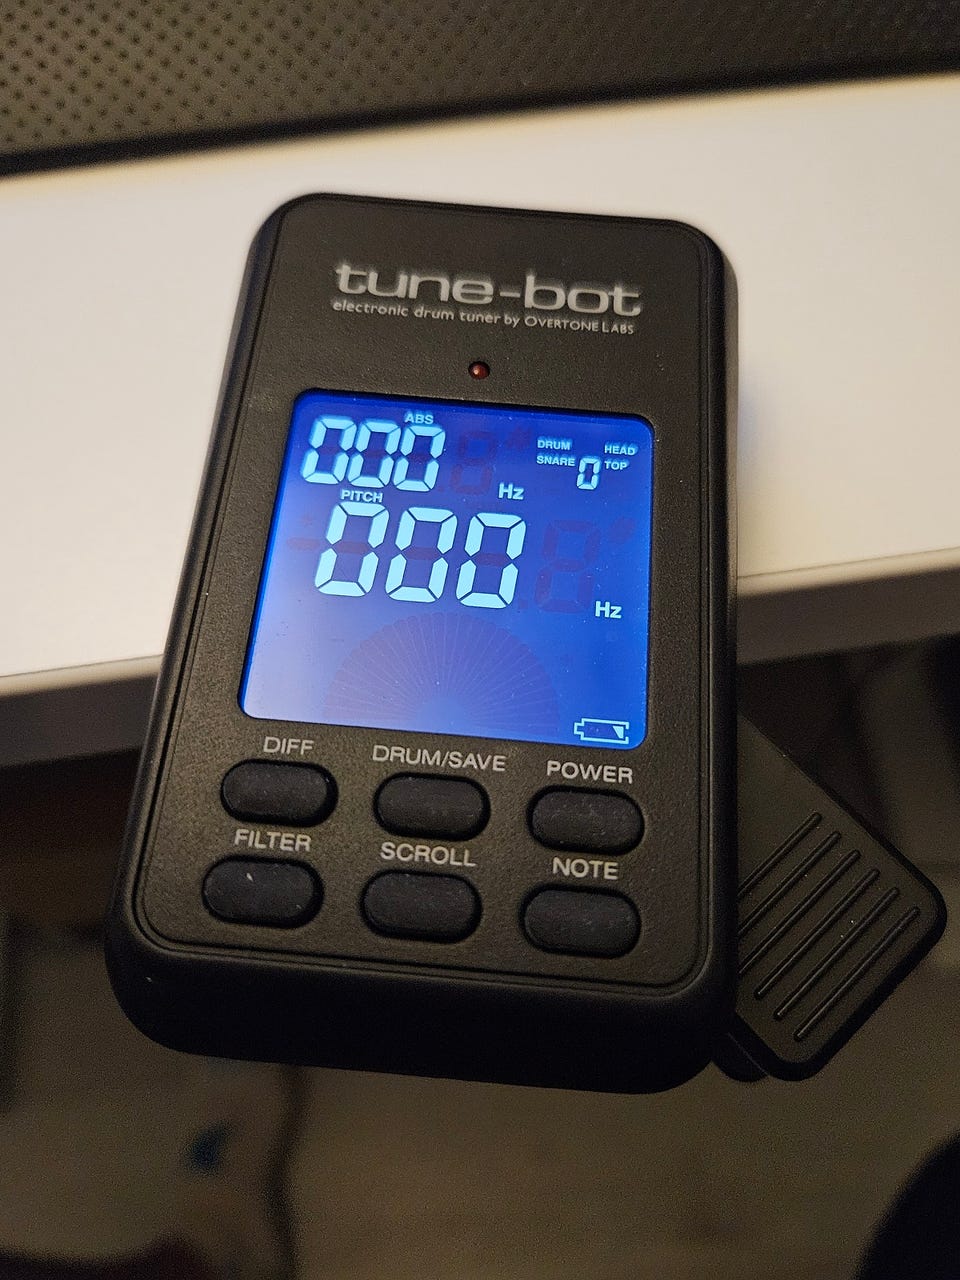 tune-bot
electronic drum tuner by OVERTONE LABS
ABS
000 Hz
DRUM HEAD
SNARE 0 TOP
PITCH
000 Hz
DIFF DRUM/SAVE POWER
FILTER SCROLL NOTE